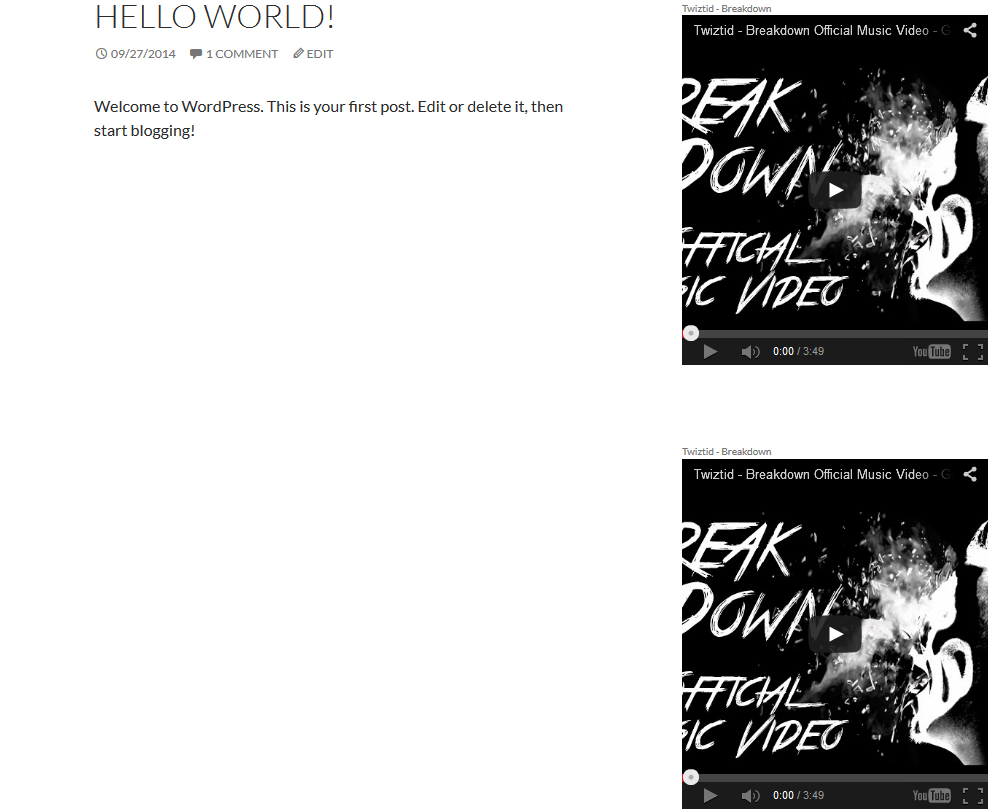 HELLO WORLD!
09/27/2014 1 COMMENT EDIT
Welcome to WordPress. This is your first post. Edit or delete it, then
start blogging!
Twiztid - Breakdown
Twiztid - Breakdown Official Music Video - G
REAK
DOWN
FFICIAL
SIC VIDEO
0:00 / 3:49 YouTube
Twiztid - Breakdown
Twiztid - Breakdown Official Music Video - G
REAK
DOWN
FFICIAL
SIC VIDEO
0:00 / 3:49 YouTube